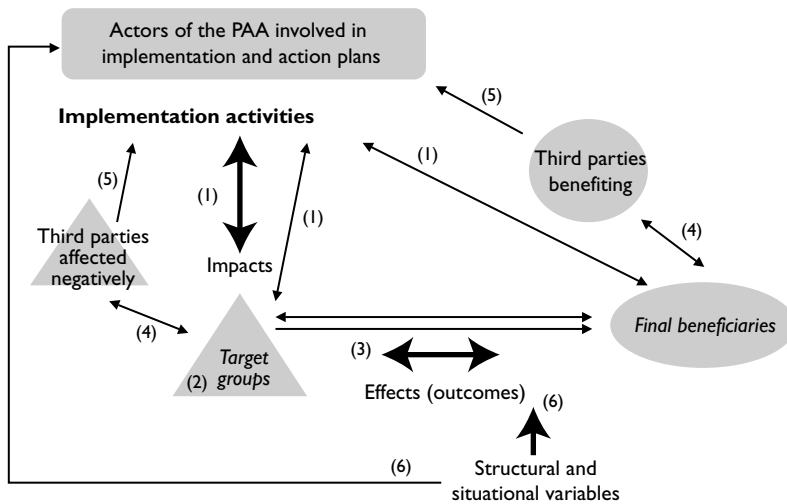 Actors of the PAA involved in
implementation and action plans
(5)
Implementation activities
(1)
Third parties
benefiting
(5)
(1)
(1)
(4)
Third parties
affected
negatively
Impacts
(4)
(3)
Final beneficiaries
Target
groups
(2)
Effects (outcomes)
(6)
(6)
Structural and
situational variables